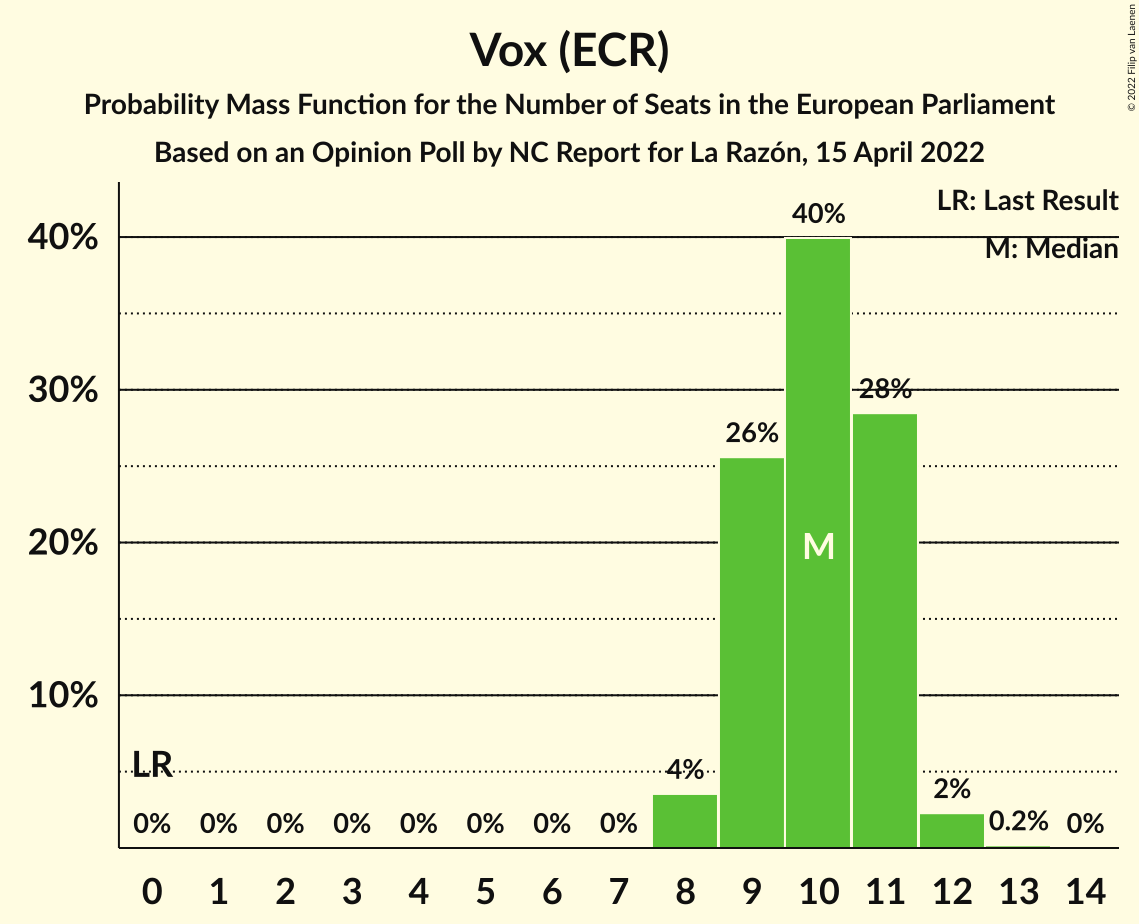 Vox (ECR)
Probability Mass Function for the Number of Seats in the European Parliament
Based on an Opinion Poll by NC Report for La Razón, 15 April 2022
© 2022 Filip van Laenen
LR: Last Result
M: Median
40%
30%
20%
10%
40%
28%
26%
M
LR
4%
2%
0% 0% 0% 0% 0% 0% 0% 0% 0.2% 0%
0 1 2 3 4 5 6 7 8 9 10 11 12 13 14